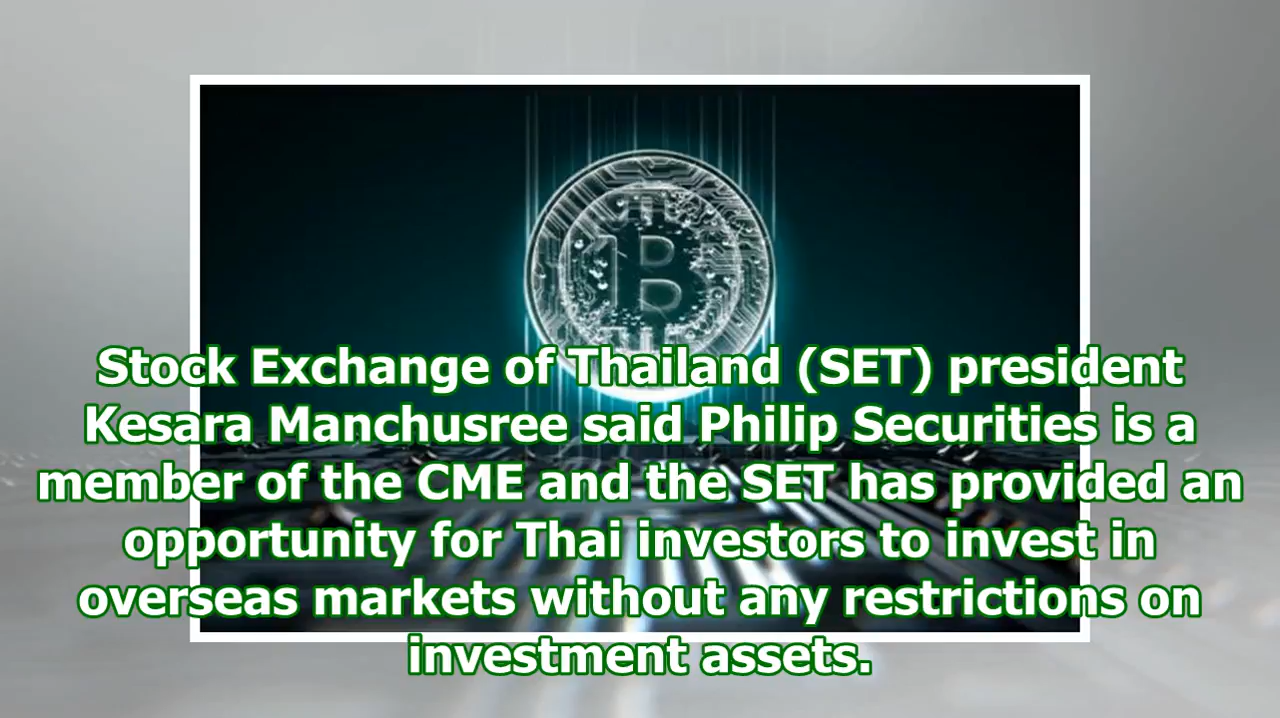 Stock Exchange of Thailand (SET) president
Kesara Manchusree said Philip Securities is a
member of the CME and the SET has provided an
opportunity for Thai investors to invest in
overseas markets without any restrictions on
investment assets.